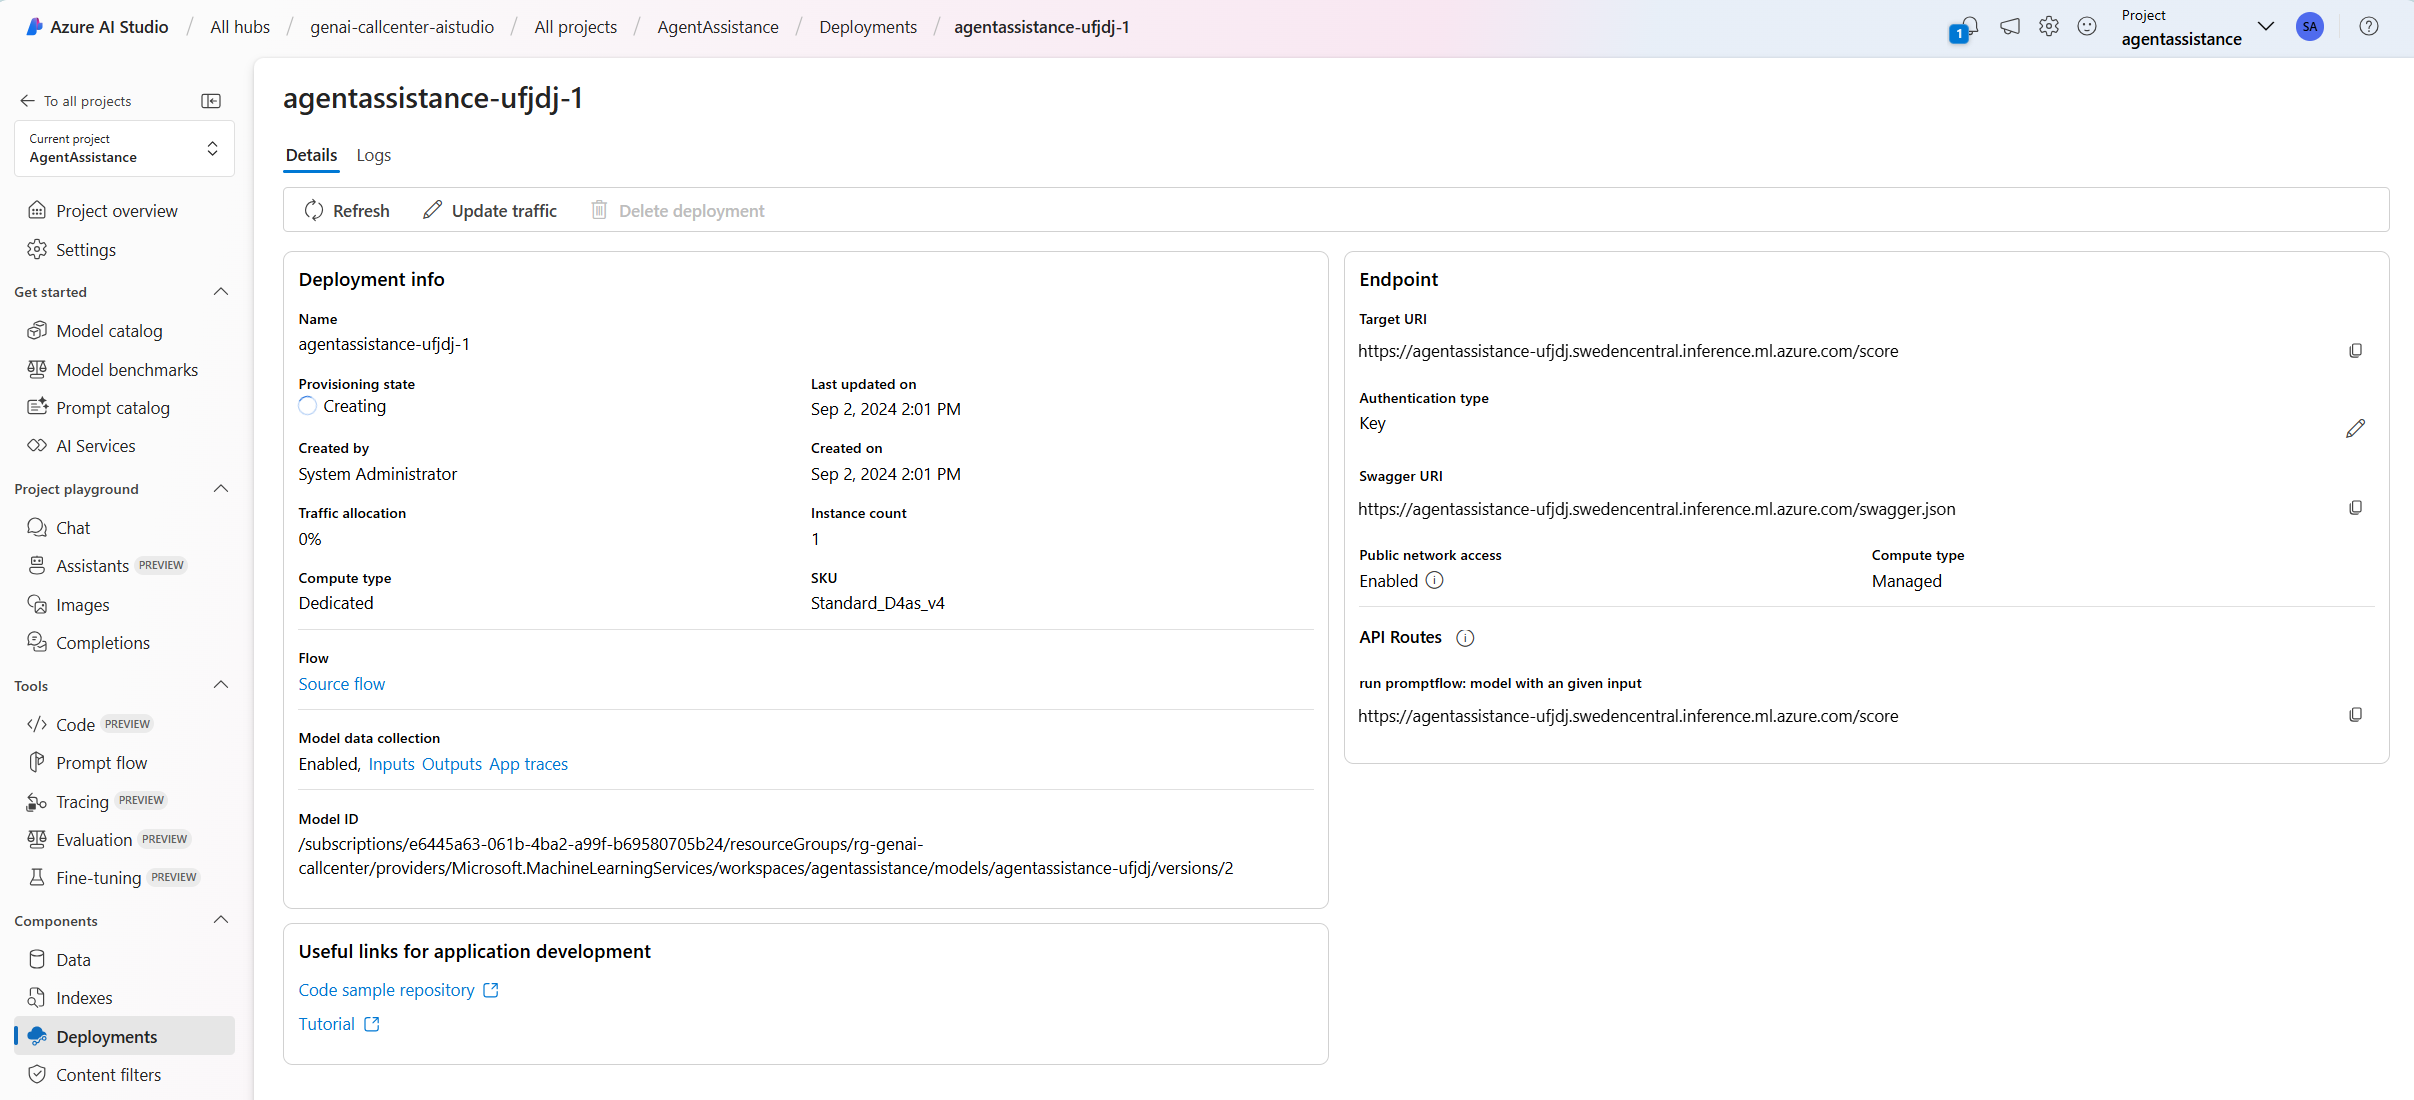 Azure AI Studio / All hubs / genai-callcenter-aistudio / All projects / AgentAssistance / Deployments / agentassistance-ufjdj-1
1
Project
agentassistance
SA
To all projects
Current project
AgentAssistance
Project overview
Settings
Get started
Model catalog
Model benchmarks
Prompt catalog
AI Services
Project playground
Chat
Assistants PREVIEW
Images
Completions
Tools
Code PREVIEW
Prompt flow
Tracing PREVIEW
Evaluation PREVIEW
Fine-tuning PREVIEW
Components
Data
Indexes
Deployments
Content filters
agentassistance-ufjdj-1
Details Logs
Refresh Update traffic Delete deployment
Deployment info
Name
agentassistance-ufjdj-1
Provisioning state
Creating
Last updated on
Sep 2, 2024 2:01 PM
Created by
System Administrator
Created on
Sep 2, 2024 2:01 PM
Traffic allocation
0%
Instance count
1
Compute type
Dedicated
SKU
Standard_D4as_v4
Flow
Source flow
Model data collection
Enabled, Inputs Outputs App traces
Model ID
/subscriptions/e6445a63-061b-4ba2-a99f-b69580705b24/resourceGroups/rg-genai-
callcenter/providers/Microsoft.MachineLearningServices/workspaces/agentassistance/models/agentassistance-ufjdj/versions/2
Useful links for application development
Code sample repository
Tutorial
Endpoint
Target URI
https://agentassistance-ufjdj.swedencentral.inference.ml.azure.com/score
Authentication type
Key
Swagger URI
https://agentassistance-ufjdj.swedencentral.inference.ml.azure.com/swagger.json
Public network access
Enabled
Compute type
Managed
API Routes
run promptflow: model with an given input
https://agentassistance-ufjdj.swedencentral.inference.ml.azure.com/score